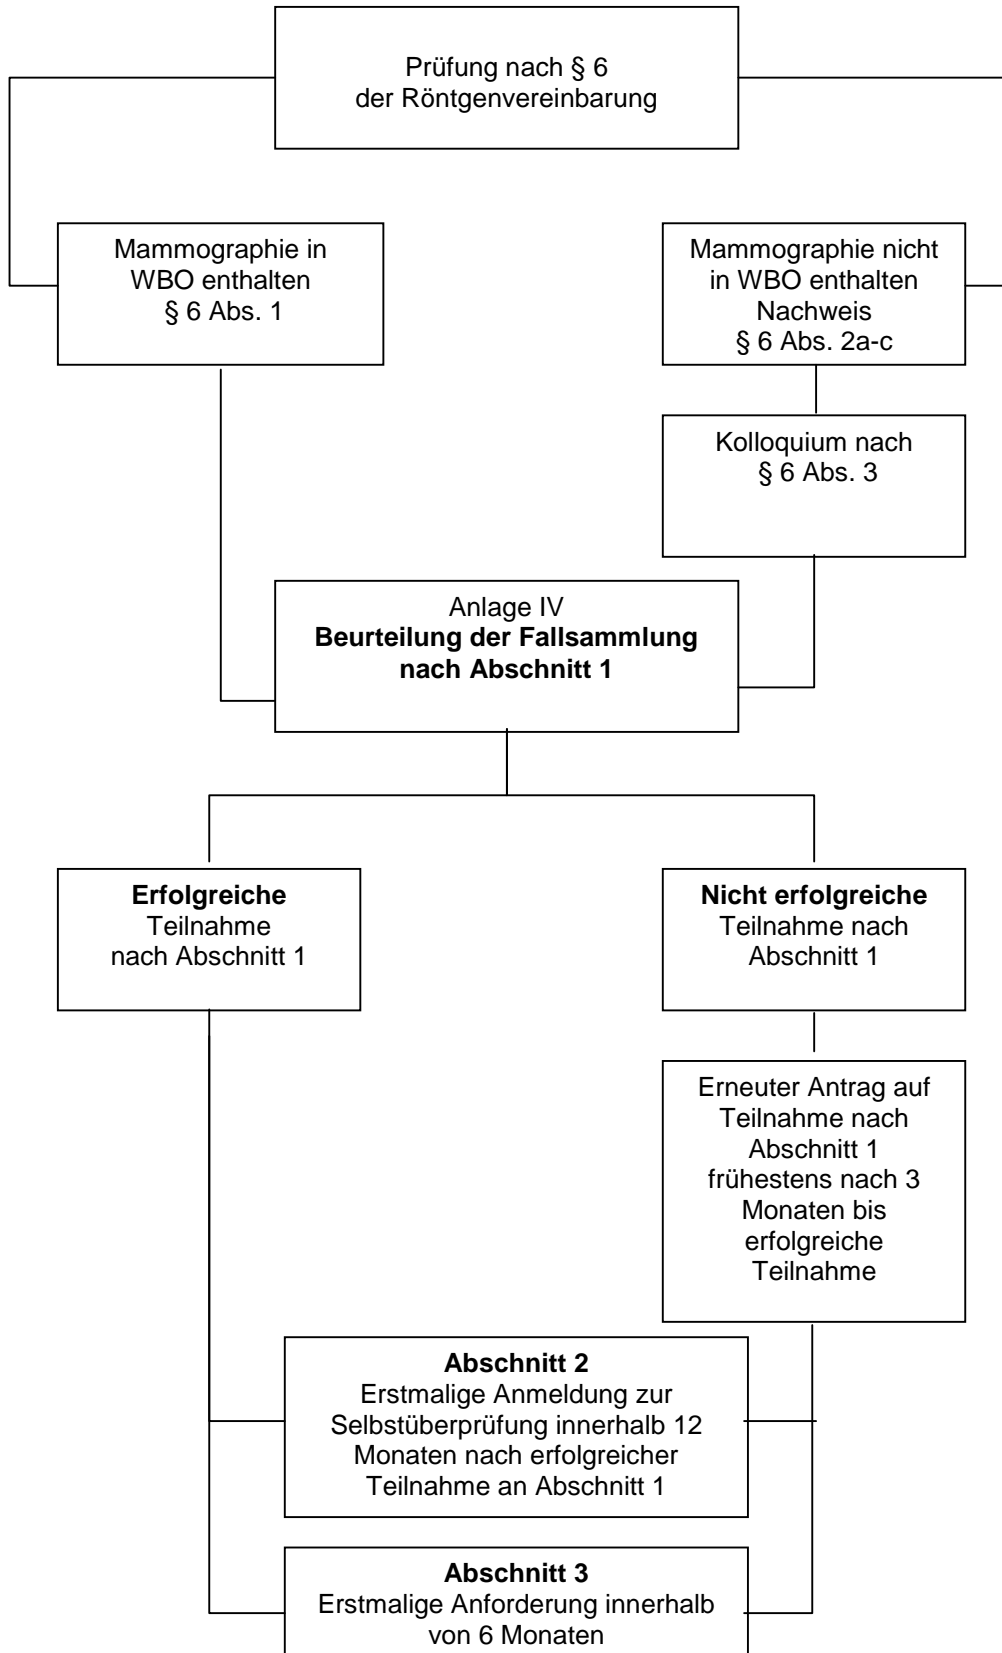 Prüfung nach § 6
der Röntgenvereinbarung
Mammographie in
WBO enthalten
§ 6 Abs. 1
Mammographie nicht
in WBO enthalten
Nachweis
§ 6 Abs. 2a-c
Kolloquium nach
§ 6 Abs. 3
Anlage IV
Beurteilung der Fallsammlung
nach Abschnitt 1
Erfolgreiche
Teilnahme
nach Abschnitt 1
Nicht erfolgreiche
Teilnahme nach
Abschnitt 1
Erneuter Antrag auf
Teilnahme nach
Abschnitt 1
frühestens nach 3
Monaten bis
erfolgreiche
Teilnahme
Abschnitt 2
Erstmalige Anmeldung zur
Selbstüberprüfung innerhalb 12
Monaten nach erfolgreicher
Teilnahme an Abschnitt 1
Abschnitt 3
Erstmalige Anforderung innerhalb
von 6 Monaten